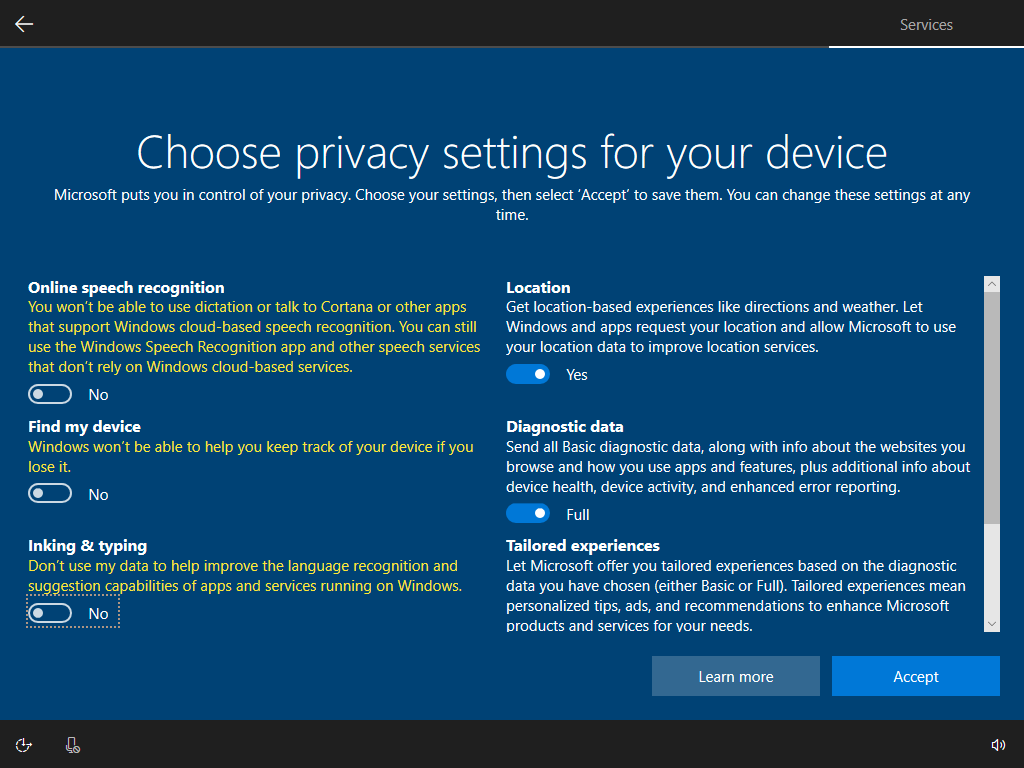 Services
Choose privacy settings for your device
Microsoft puts you in control of your privacy. Choose your settings, then select ‘Accept’ to save them. You can change these settings at any
time.
Online speech recognition
You won’t be able to use dictation or talk to Cortana or other apps
that support Windows cloud-based speech recognition. You can still
use the Windows Speech Recognition app and other speech services
that don’t rely on Windows cloud-based services.
No
Find my device
Windows won’t be able to help you keep track of your device if you
lose it.
No
Inking & typing
Don’t use my data to help improve the language recognition and
suggestion capabilities of apps and services running on Windows.
No
Location
Get location-based experiences like directions and weather. Let
Windows and apps request your location and allow Microsoft to use
your location data to improve location services.
Yes
Diagnostic data
Send all Basic diagnostic data, along with info about the websites you
browse and how you use apps and features, plus additional info about
device health, device activity, and enhanced error reporting.
Full
Tailored experiences
Let Microsoft offer you tailored experiences based on the diagnostic
data you have chosen (either Basic or Full). Tailored experiences mean
personalized tips, ads, and recommendations to enhance Microsoft
products and services for your needs.
Learn more
Accept